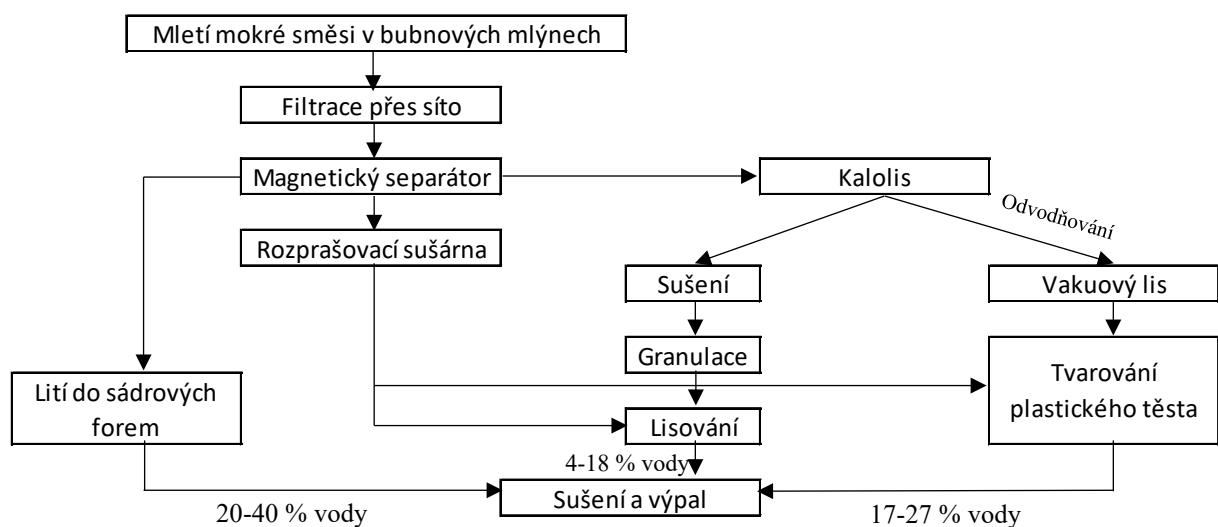 Mletí mokré směsi v bubnových mlýnech
Filtrace přes síto
Magnetický separátor
Kalolis
Odvodňování
Rozprašovací sušárna
Sušení
Vakuový lis
Granulace
Lití do sádrových
forem
Tvarování
plastického těsta
Lisování
4-18 % vody
Sušení a výpal
20-40 % vody
17-27 % vody